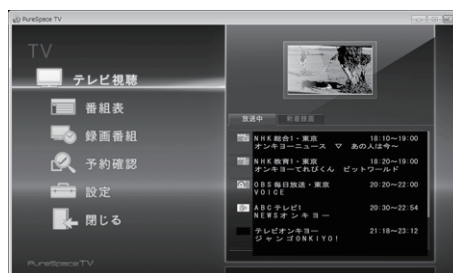 PureSpace TV
TV
テレビ視聴
番組表
録画番組
予約確認
設定
閉じる
PureSpaceTV
放送中 新着録画
NHK総合1・東京 18:10～19:00
オンキヨーニュース ▽ あの人は今～
NHK教育1・東京 18:20～19:00
オンキヨーてれびくん ビットワールド
OBS毎日放送・東京 20:20～22:00
VOICE
ABCテレビ1 20:30～22:54
NEWSオンキヨー
テレビオンキヨー 21:18～23:12
ジャンゴONKIYO!